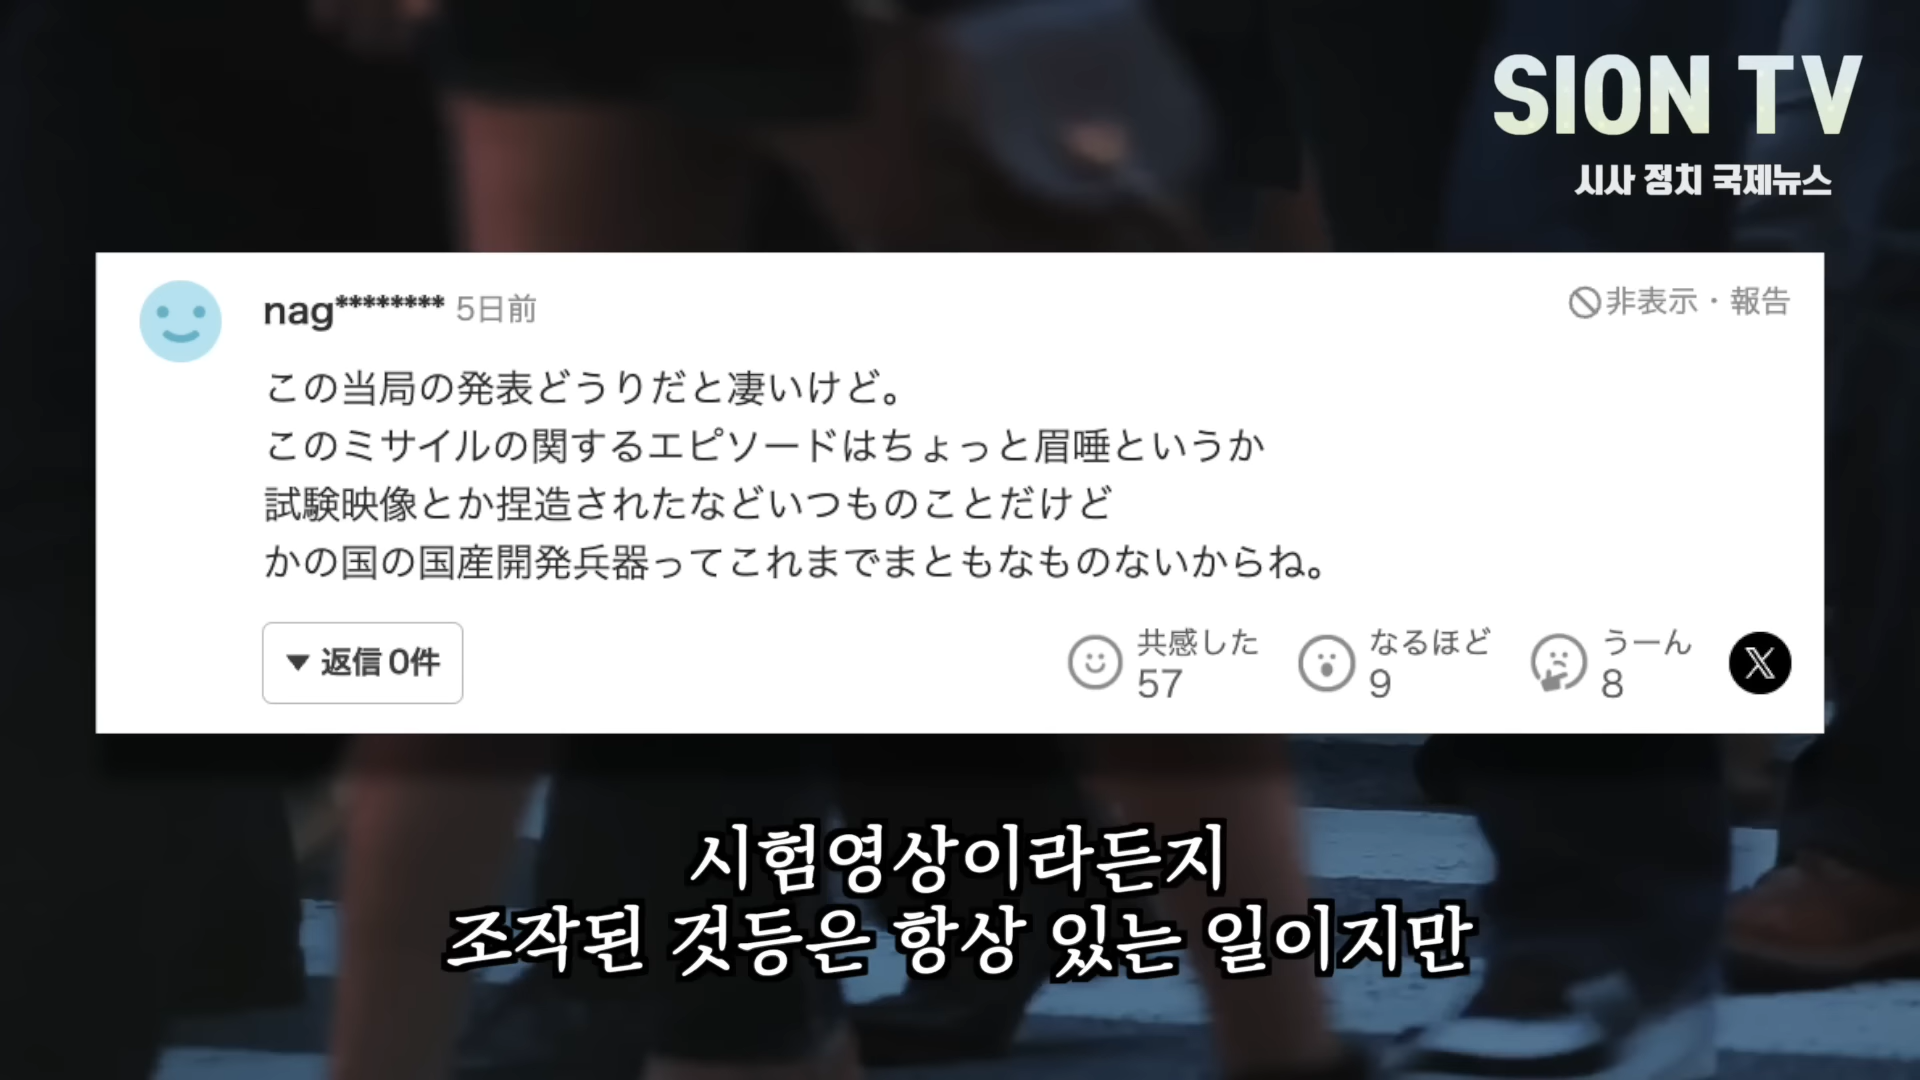 SION TV
시사 정치 국제뉴스
nag******** 5日前
非表示・報告
この当局の発表どうりだと凄いけど。
このミサイルの関するエピソードはちょっと眉唾というか
試験映像とか捏造されたなどいつものことだけど
かの国の国産開発兵器ってこれまでまともなものないからね。
返信0件
共感した
57
なるほど
9
うーん
8
시험영상이라든지
조작된 것등은 항상 있는 일이지만